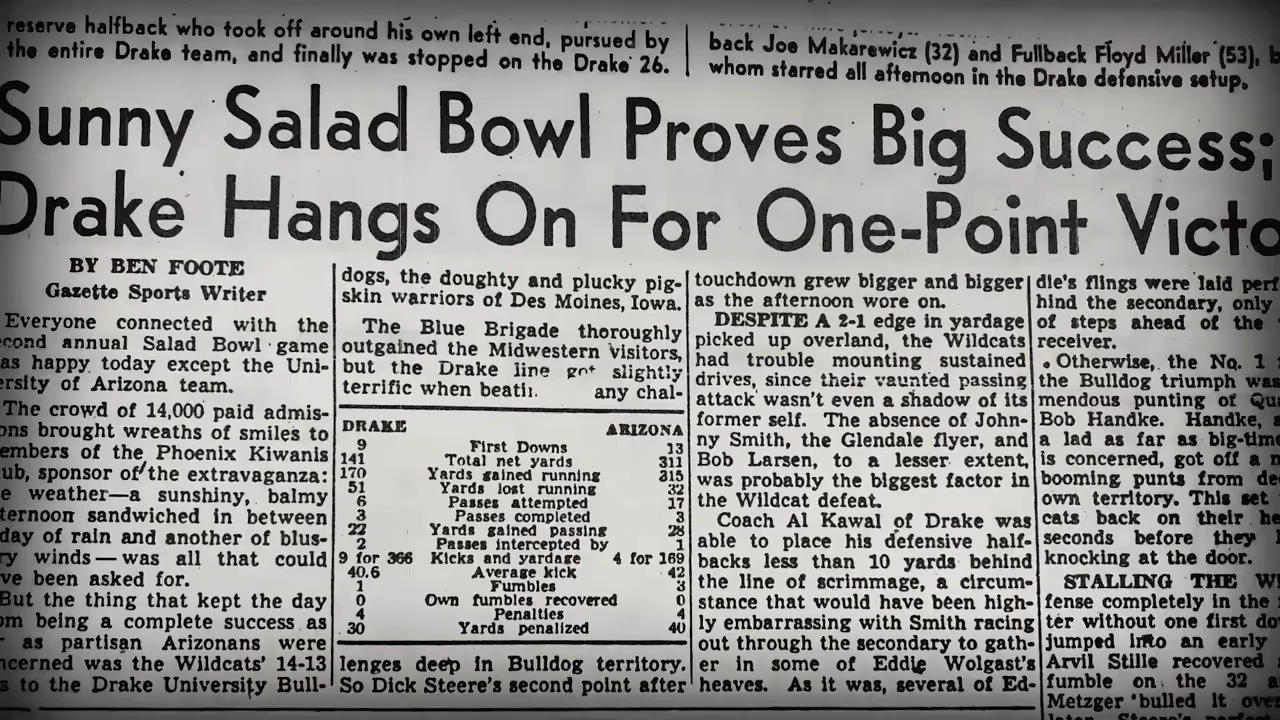 reserve halfback who took off around his own left end, pursued by
the entire Drake team, and finally was stopped on the Drake 26.
back Joe Makarewicz (32) and Fullback Floyd Miller (53), b
whom starred all afternoon in the Drake defensive setup.
Sunny Salad Bowl Proves Big Success;
Drake Hangs On For One-Point Victo
BY BEN FOOTE
Gazette Sports Writer
Everyone connected with the
cond annual Salad Bowl game
as happy today except the Uni-
ersity of Arizona team.
The crowd of 14,000 paid admis-
ons brought wreaths of smiles to
embers of the Phoenix Kiwanis
ub, sponsor of the extravaganza:
e weather—a sunshiny, balmy
ternoon sandwiched in between
day of rain and another of blus-
ry winds—was all that could
ve been asked for.
But the thing that kept the day
om being a complete success as
r as partisan Arizonans were
ncerned was the Wildcats' 14-13
s to the Drake University Bull-
dogs, the doughty and plucky pig-
skin warriors of Des Moines, Iowa.
The Blue Brigade thoroughly
outgained the Midwestern visitors,
but the Drake line got slightly
terrific when beati any chal-
DRAKE ARIZONA
9 First Downs 13
141 Total net yards 311
170 Yards gained running 315
51 Yards lost running 32
6 Passes attempted 17
3 Passes completed 3
22 Yards gained passing 28
2 Passes intercepted by 1
9 for 366 Kicks and yardage 4 for 169
40.6 Average kick 42
1 Fumbles 3
0 Own fumbles recovered 0
4 Penalties 4
30 Yards penalized 40
lenges deep in Bulldog territory.
So Dick Steere's second point after
touchdown grew bigger and bigger
as the afternoon wore on.
DESPITE A 2-1 edge in yardage
picked up overland, the Wildcats
had trouble mounting sustained
drives, since their vaunted passing
attack wasn't even a shadow of its
former self. The absence of John-
ny Smith, the Glendale flyer, and
Bob Larsen, to a lesser extent,
was probably the biggest factor in
the Wildcat defeat.
Coach Al Kawal of Drake was
able to place his defensive half-
backs less than 10 yards behind
the line of scrimmage, a circum-
stance that would have been high-
ly embarrassing with Smith racing
out through the secondary to gath-
er in some of Eddie Wolgast's
heaves. As it was, several of Ed-
die's flings were laid perf
hind the secondary, only
of steps ahead of the
receiver.
Otherwise, the No. 1
the Bulldog triumph was
mendous punting of Qua
Bob Handke. Handke, a
a lad as far as big-time
is concerned, got off a n
booming punts from de
own territory. This set
cats back on their he
seconds before they
knocking at the door.
STALLING THE WI
fense completely in the
ter without one first do
jumped into an early
Arvil Stille recovered
fumble on the 32 a
Metzger bulled it ove